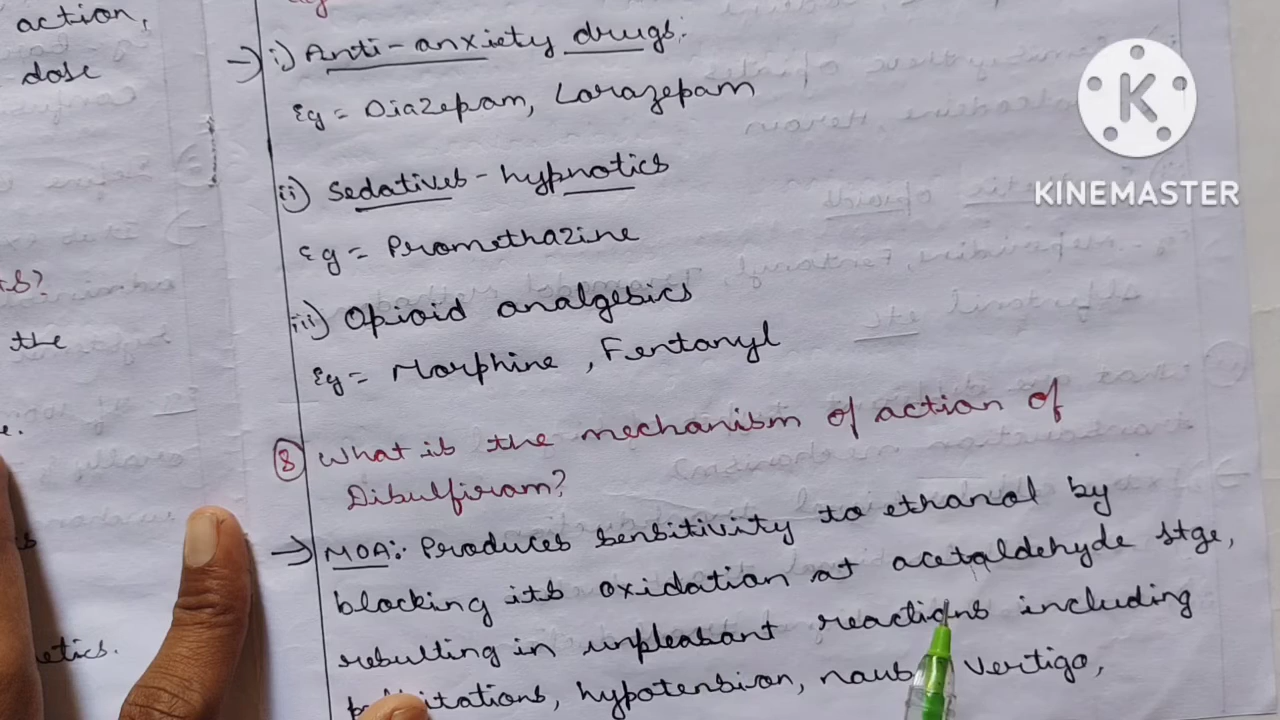 action,
dose
the
etics.
→ i) Anti-anxiety drugs:
Eg = Diazepam, Lorazepam
ii) Sedatives-hypnotics
Eg = Promethazine
iii) Opioid analgesics
Eg = Morphine, Fentanyl
⑧ What is the mechanism of action of
Disulfiram?
→ MOA: Produces sensitivity to ethanol by
blocking its oxidation at acetaldehyde stge,
resulting in unpleasant reactions including
hypotension, vertigo,
K
KINEMASTER